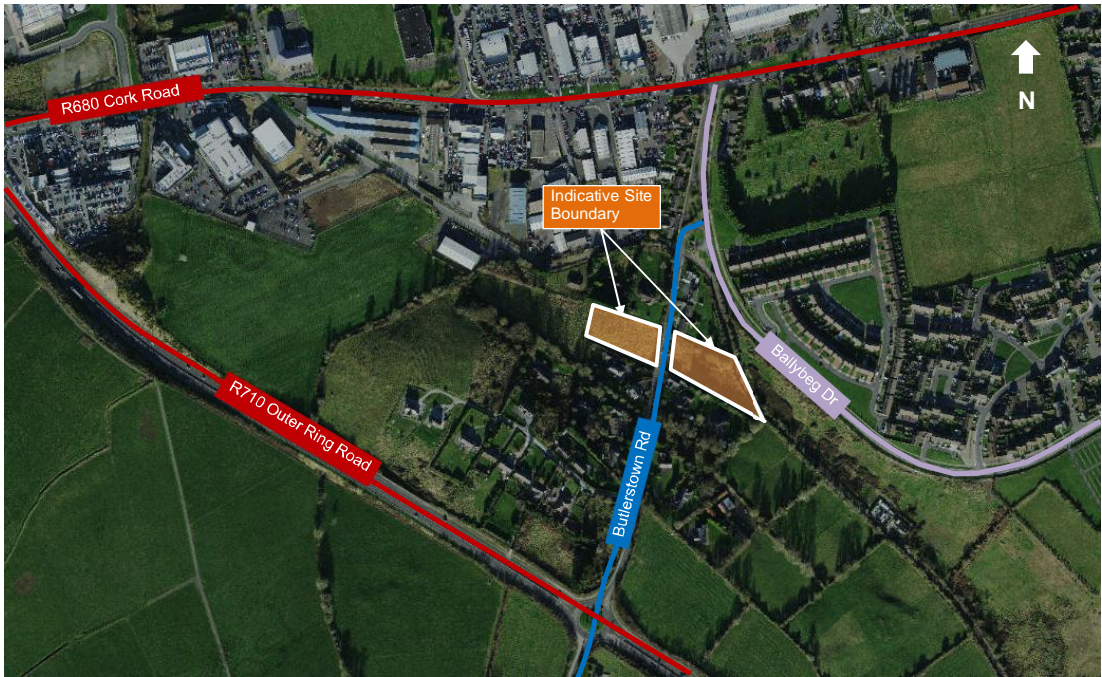 R680 Cork Road
N
Indicative Site
Boundary
Ballybeg Dr
R710 Outer Ring Road
Butlerstown Rd